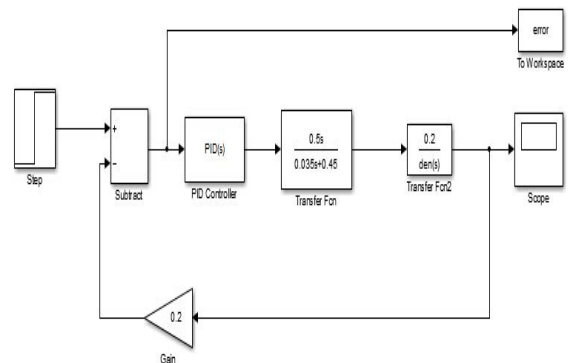 error
To Workspace
+
−
Step
Subtract
PID(s)
PID Controller
0.5s
0.035s+0.45
Transfer Fcn
0.2
den(s)
Transfer Fcn2
Scope
0.2
Gain